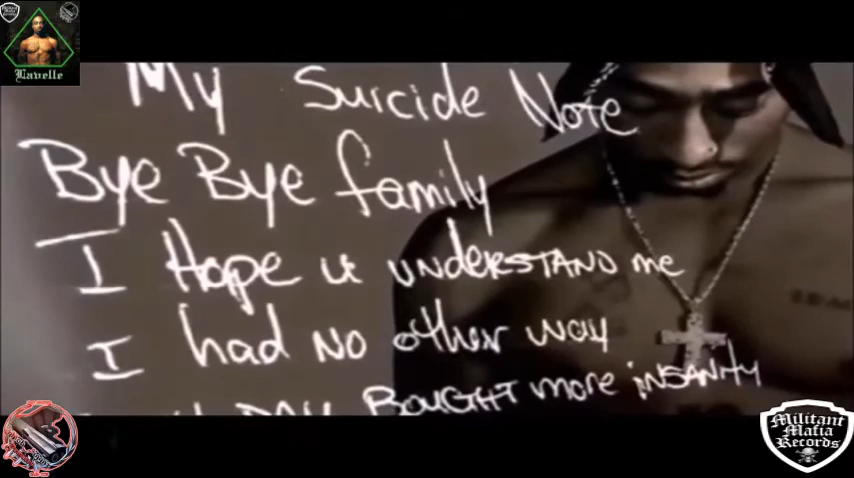 Lavelle
My Suicide Note
Bye Bye family
I Hope u understand me
I had no other way
BOUGHT more insanity
Militant
Mafia
Records